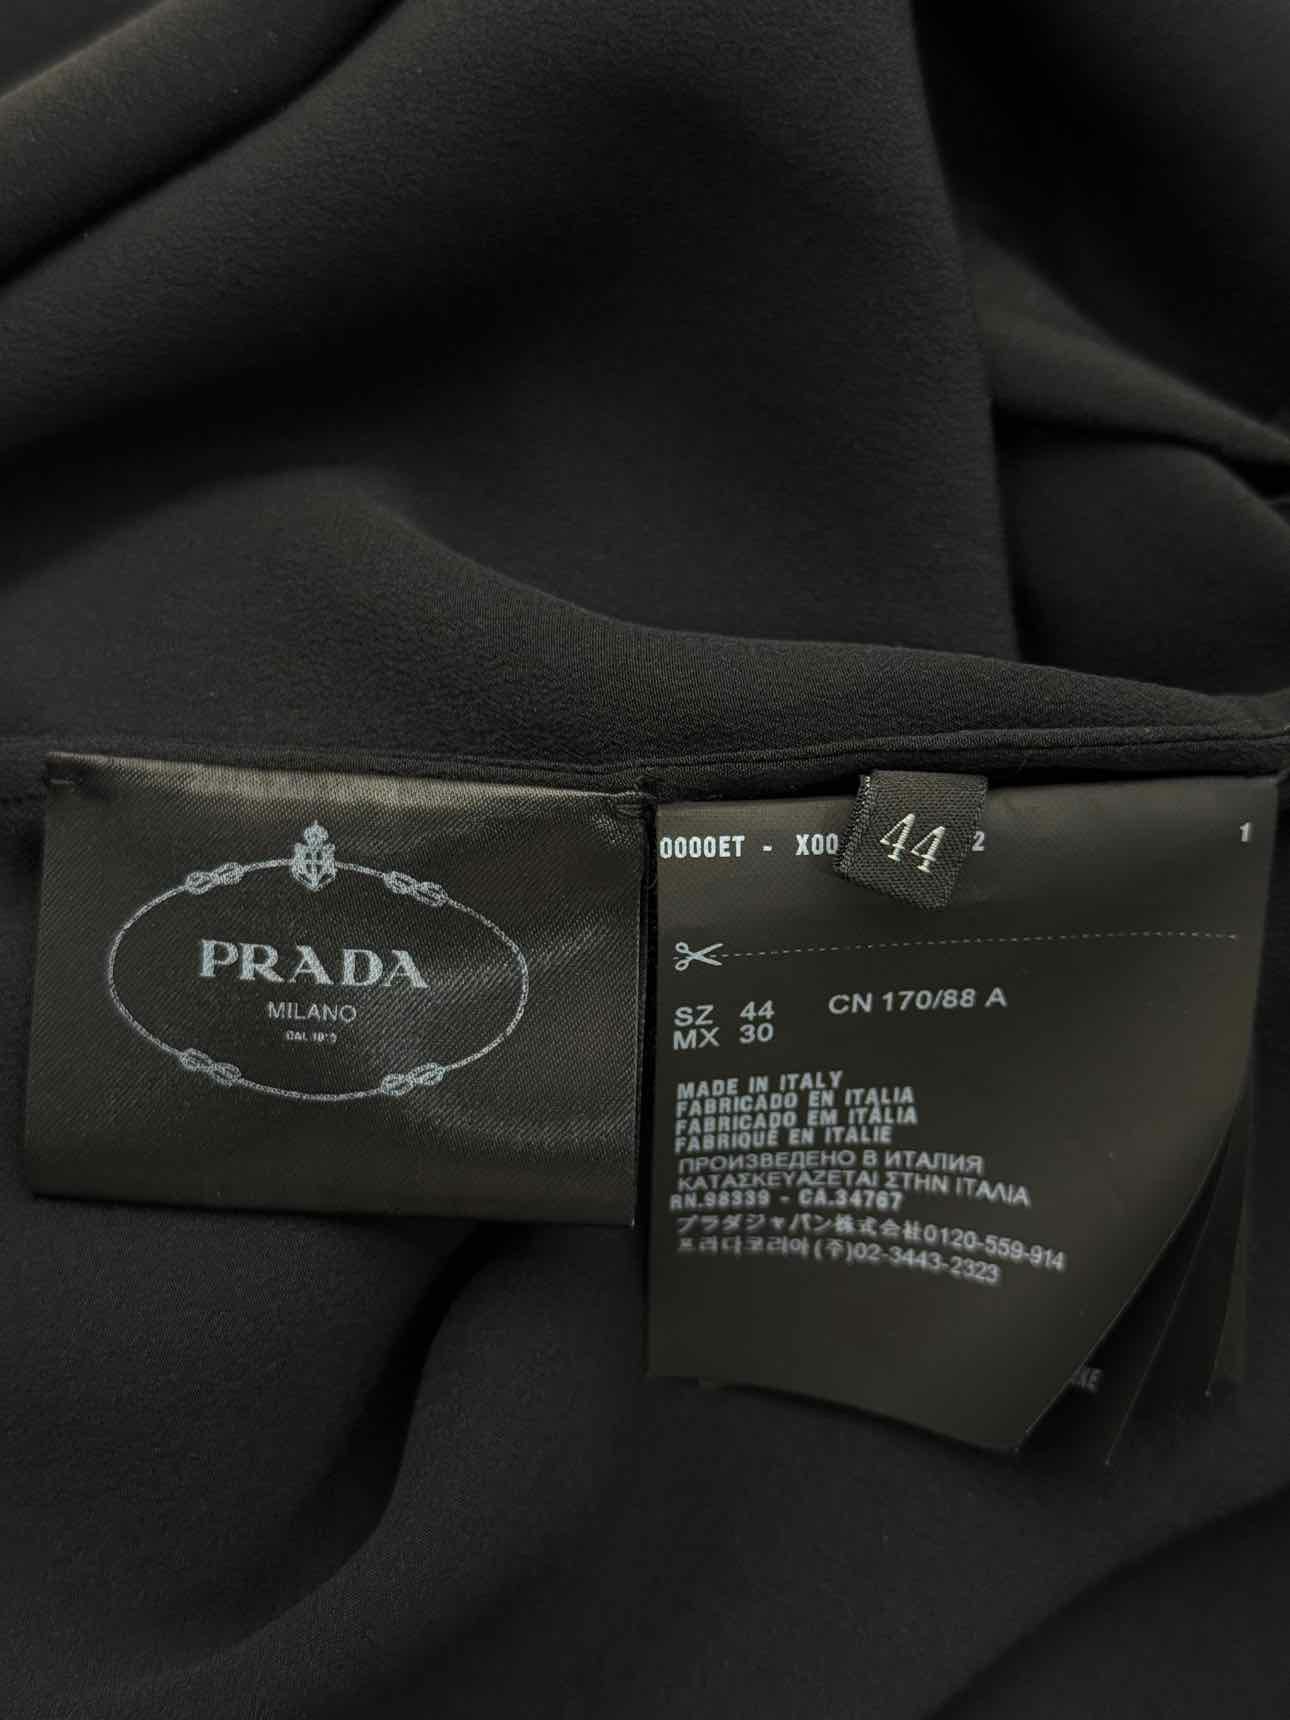 PRADA
MILANO
DAL 1913
0000ET - X00
44
2
1
SZ 44 CN 170/88 A
MX 30
MADE IN ITALY
FABRICADO EN ITALIA
FABRICADO EM ITÁLIA
FABRIQUÉ EN ITALIE
ПРОИЗВЕДЕНО В ИТАЛИЯ
ΚΑΤΑΣΚΕΥΑΖΕΤΑΙ ΣΤΗΝ ΙΤΑΛΙΑ
RN.98339 - CA.34767
プラダジャパン株式会社0120-559-914
프라다코리아 (주)02-3443-2323